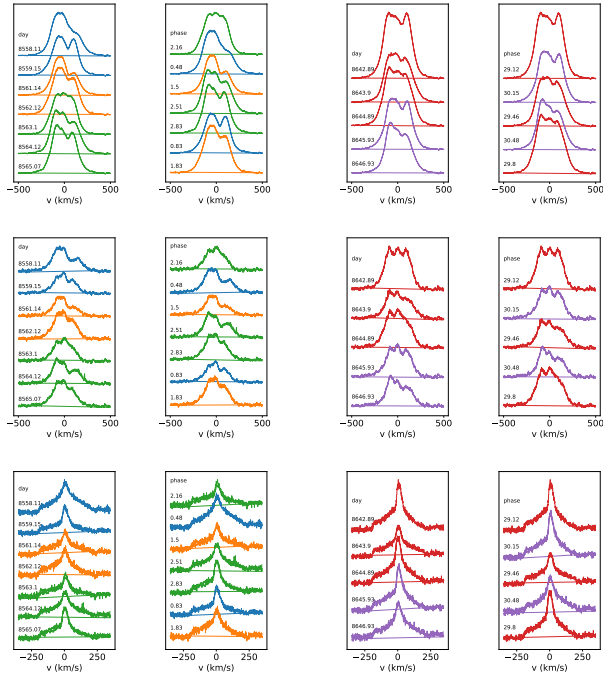 day
8558.11
8559.15
8561.14
8562.12
8563.1
8564.12
8565.07
−500 0 500
v (km/s)
phase
2.16
0.48
1.5
2.51
2.83
0.83
1.83
−500 0 500
v (km/s)
day
8642.89
8643.9
8644.89
8645.93
8646.93
−500 0 500
v (km/s)
phase
29.12
30.15
29.46
30.48
29.8
−500 0 500
v (km/s)
day
8558.11
8559.15
8561.14
8562.12
8563.1
8564.12
8565.07
−500 0 500
v (km/s)
phase
2.16
0.48
1.5
2.51
2.83
0.83
1.83
−500 0 500
v (km/s)
day
8642.89
8643.9
8644.89
8645.93
8646.93
−500 0 500
v (km/s)
phase
29.12
30.15
29.46
30.48
29.8
−500 0 500
v (km/s)
day
8558.11
8559.15
8561.14
8562.12
8563.1
8564.12
8565.07
−250 0 250
v (km/s)
phase
2.16
0.48
1.5
2.51
2.83
0.83
1.83
−250 0 250
v (km/s)
day
8642.89
8643.9
8644.89
8645.93
8646.93
−250 0 250
v (km/s)
phase
29.12
30.15
29.46
30.48
29.8
−250 0 250
v (km/s)